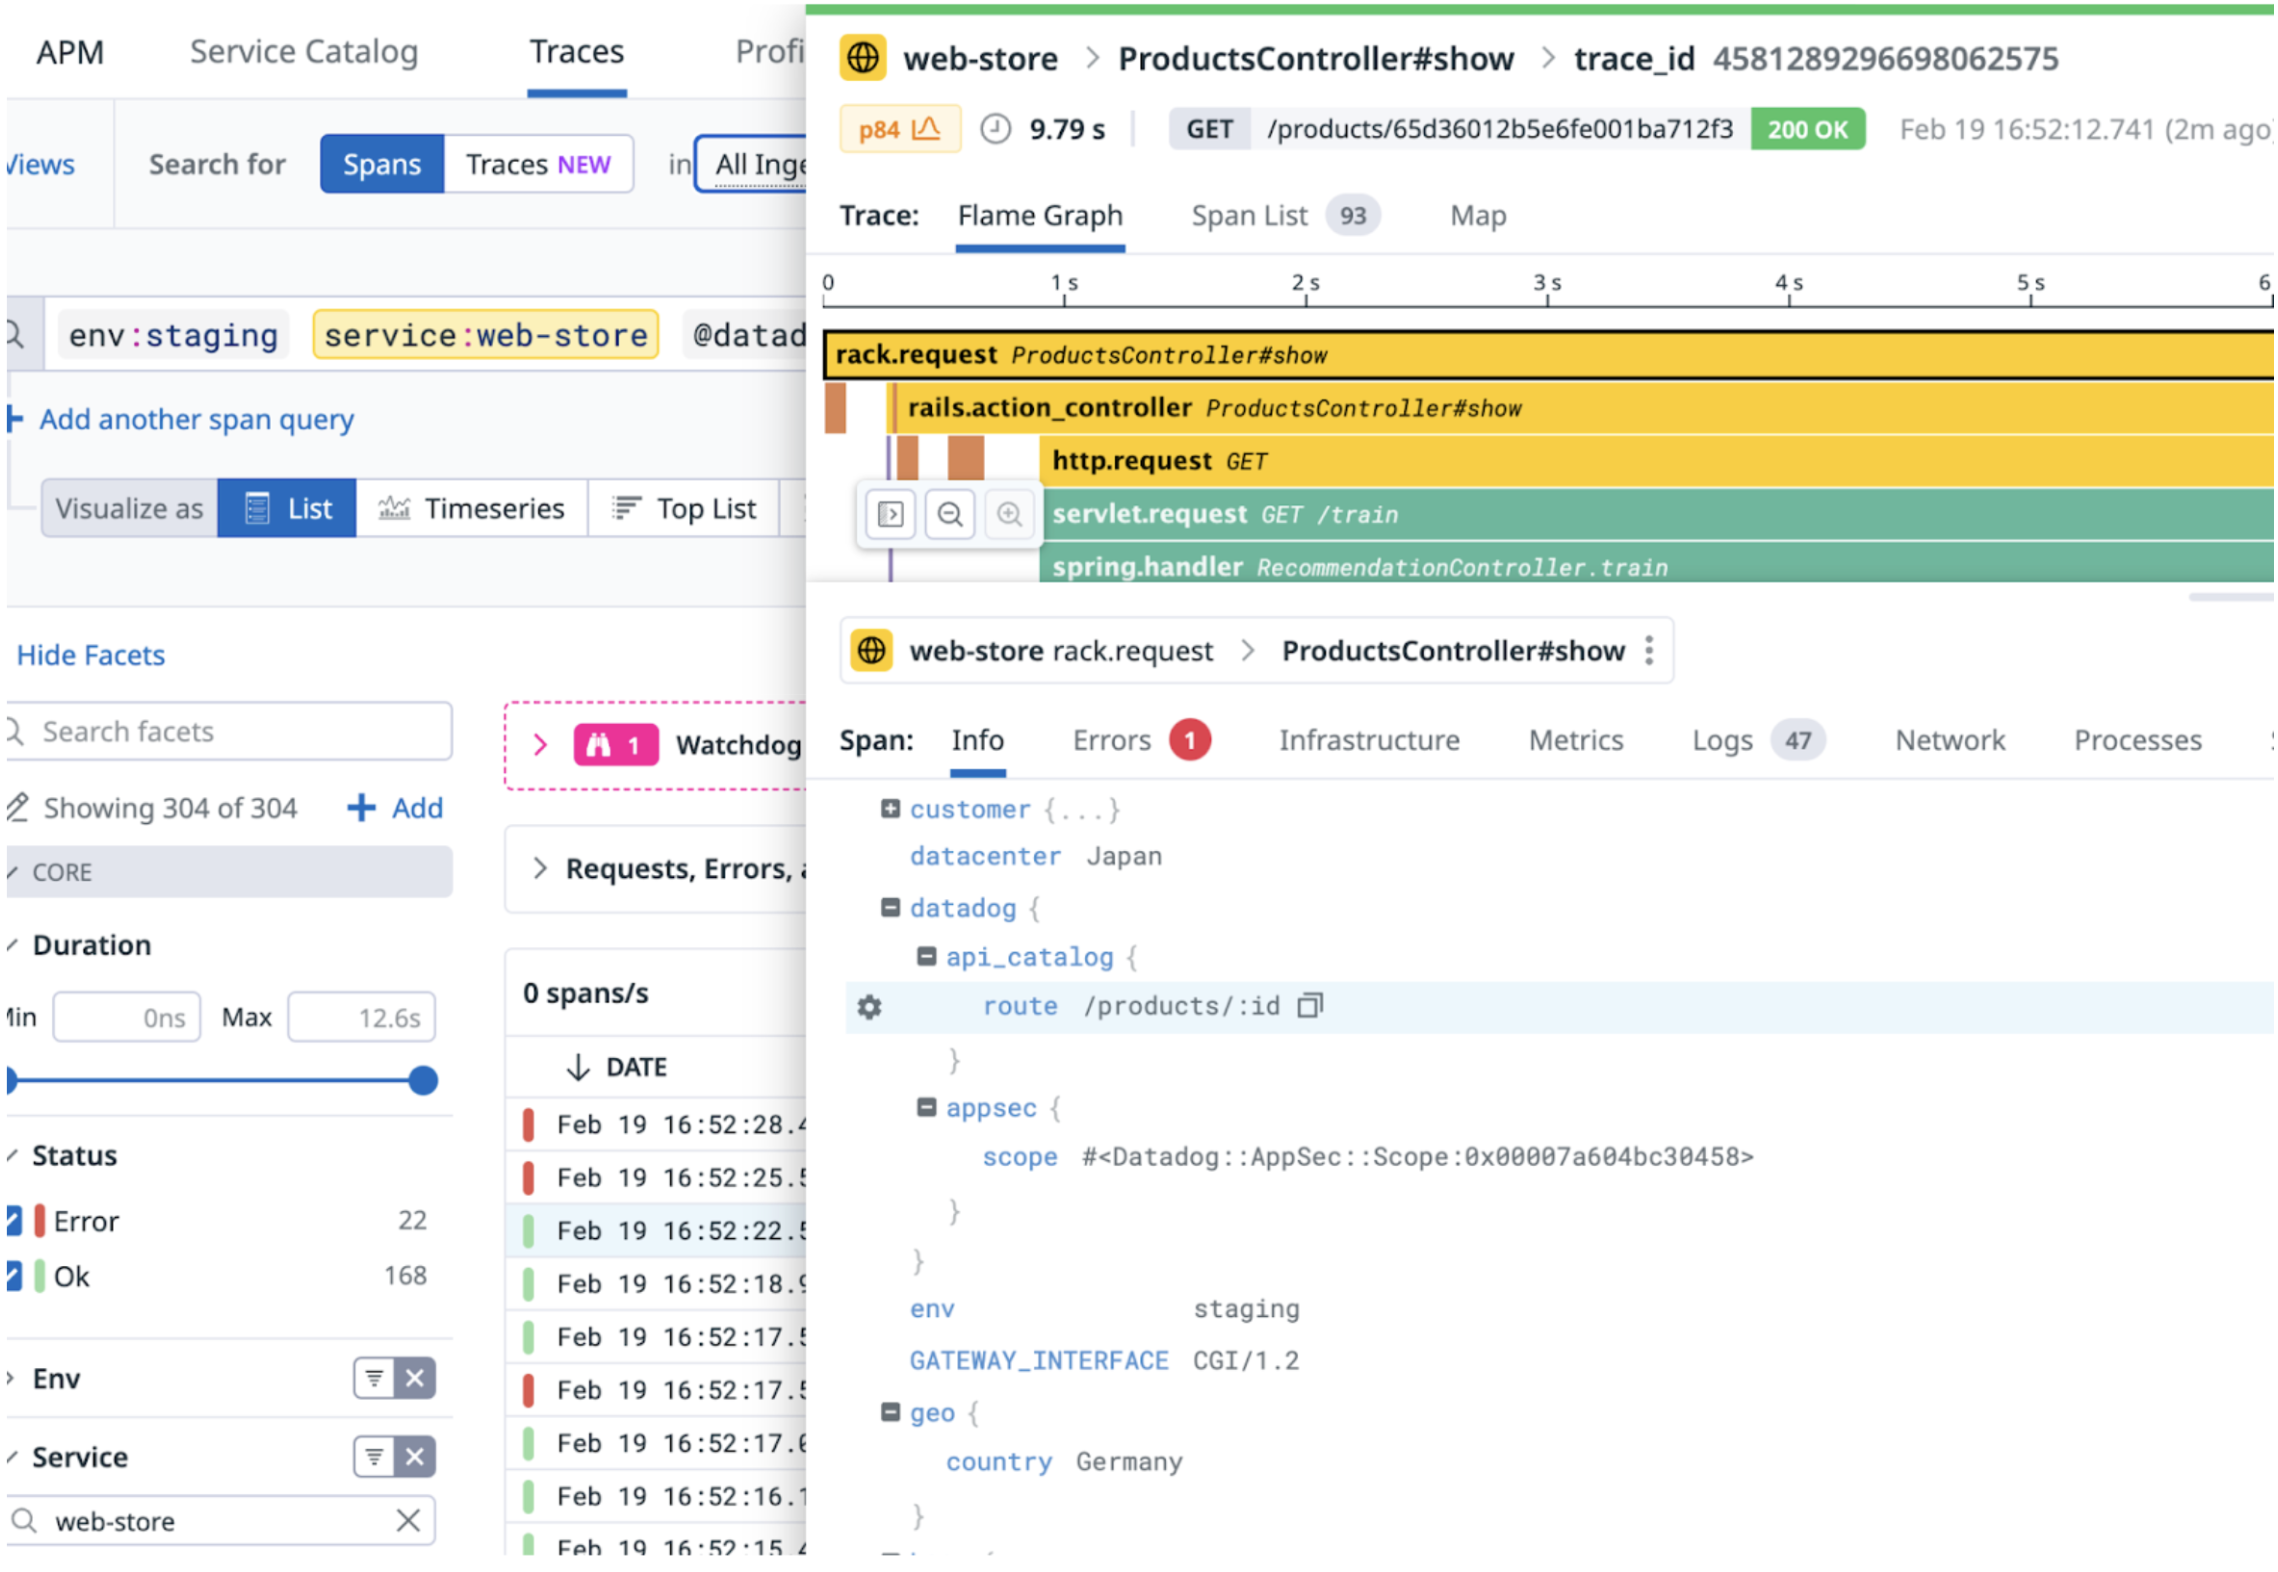 APM Service Catalog Traces Profi
Views Search for Spans Traces NEW in All Inge
env:staging service:web-store @datad
Add another span query
Visualize as List Timeseries Top List
Hide Facets
Search facets
Showing 304 of 304 + Add
CORE
Duration
Min 0ns Max 12.6s
Status
Error 22
Ok 168
Env
Service
web-store
1 Watchdog
Requests, Errors,
0 spans/s
DATE
Feb 19 16:52:28.4
Feb 19 16:52:25.5
Feb 19 16:52:22.5
Feb 19 16:52:18.9
Feb 19 16:52:17.5
Feb 19 16:52:17.5
Feb 19 16:52:17.0
Feb 19 16:52:16.1
Feb 19 16:52:15.4
web-store > ProductsController#show > trace_id 4581289296698062575
p84 9.79 s GET /products/65d36012b5e6fe001ba712f3 200 OK Feb 19 16:52:12.741 (2m ago)
Trace: Flame Graph Span List 93 Map
0 1 s 2 s 3 s 4 s 5 s 6
rack.request ProductsController#show
rails.action_controller ProductsController#show
http.request GET
servlet.request GET /train
spring.handler RecommendationController.train
web-store rack.request > ProductsController#show
Span: Info Errors 1 Infrastructure Metrics Logs 47 Network Processes
customer {...}
datacenter Japan
datadog {
api_catalog {
route /products/:id
}
appsec {
scope #<Datadog::AppSec::Scope:0x00007a604bc30458>
}
}
env staging
GATEWAY_INTERFACE CGI/1.2
geo {
country Germany
}